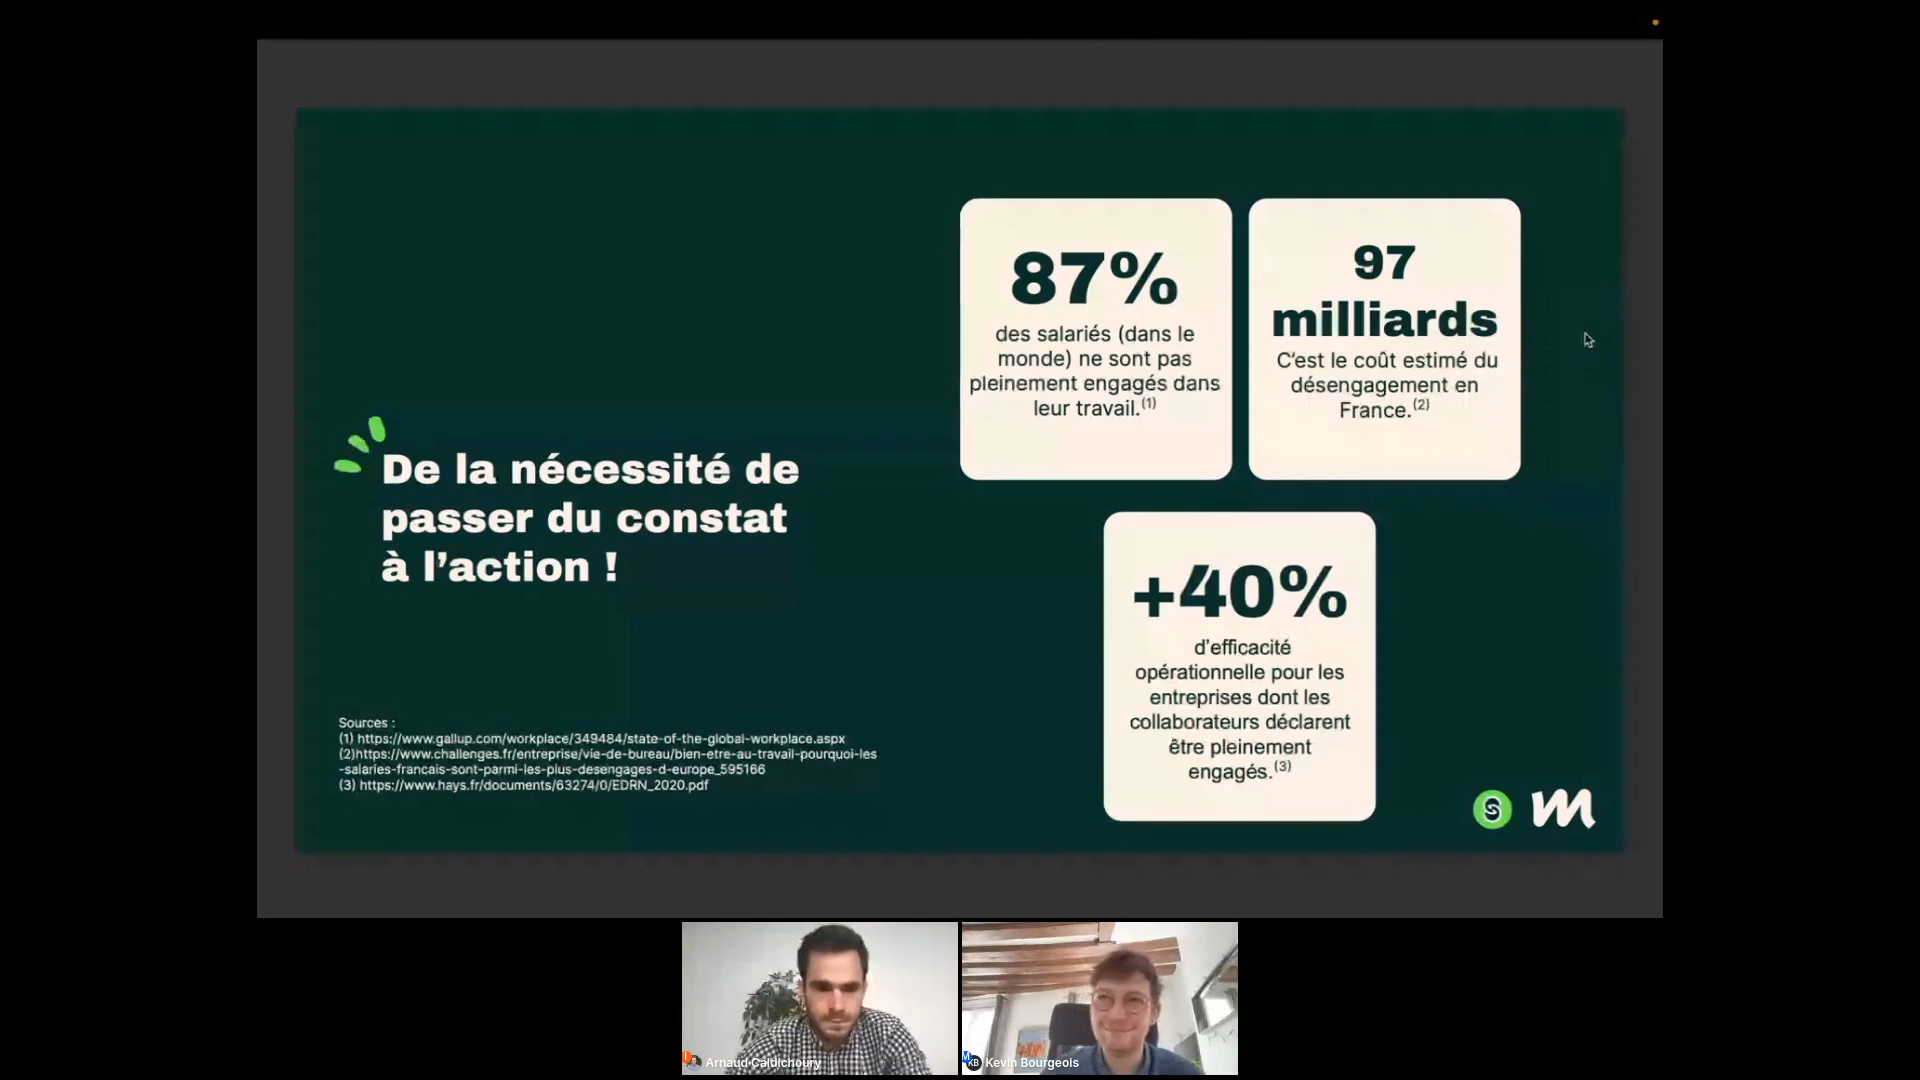 De la nécessité de
passer du constat
à l’action !
87%
des salariés (dans le
monde) ne sont pas
pleinement engagés dans
leur travail.(1)
97
milliards
C’est le coût estimé du
désengagement en
France.(2)
+40%
d’efficacité
opérationnelle pour les
entreprises dont les
collaborateurs déclarent
être pleinement
engagés.(3)
Sources :
(1) https://www.gallup.com/workplace/349484/state-of-the-global-workplace.aspx
(2)https://www.challenges.fr/entreprise/vie-de-bureau/bien-etre-au-travail-pourquoi-les
-salaries-francais-sont-parmi-les-plus-desengages-d-europe_595166
(3) https://www.hays.fr/documents/63274/0/EDRN_2020.pdf
S
m
Arnaud Caldichoury
KB
Kevin Bourgeois